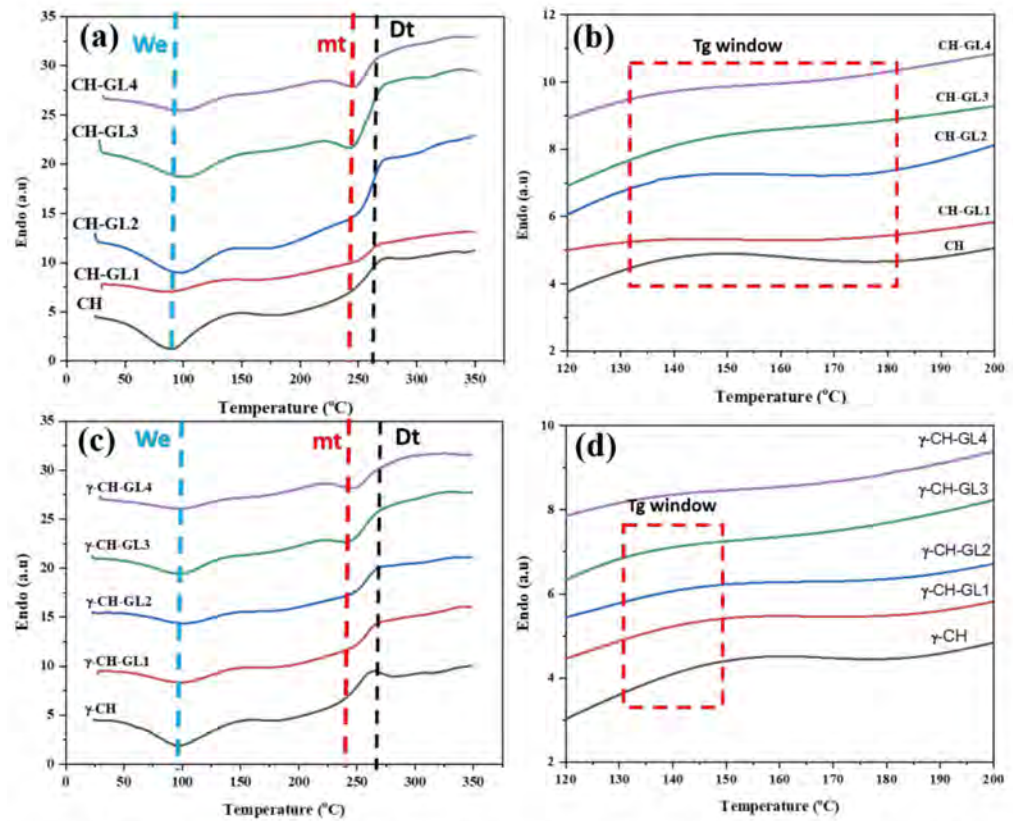 (a)
We
mt
Dt
35
30
25
20
15
10
5
0
Endo (a.u)
CH-GL4
CH-GL3
CH-GL2
CH-GL1
CH
0 50 100 150 200 250 300 350
Temperature (°C)
(b)
Tg window
12
10
8
6
4
2
Endo (a.u)
CH-GL4
CH-GL3
CH-GL2
CH-GL1
CH
120 130 140 150 160 170 180 190 200
Temperature (°C)
(c)
We
mt
Dt
35
30
25
20
15
10
5
0
Endo (a.u)
γ-CH-GL4
γ-CH-GL3
γ-CH-GL2
γ-CH-GL1
γ-CH
0 50 100 150 200 250 300 350
Temperature (°C)
(d)
Tg window
10
8
6
4
2
Endo (a.u)
γ-CH-GL4
γ-CH-GL3
γ-CH-GL2
γ-CH-GL1
γ-CH
120 130 140 150 160 170 180 190 200
Temperature (°C)